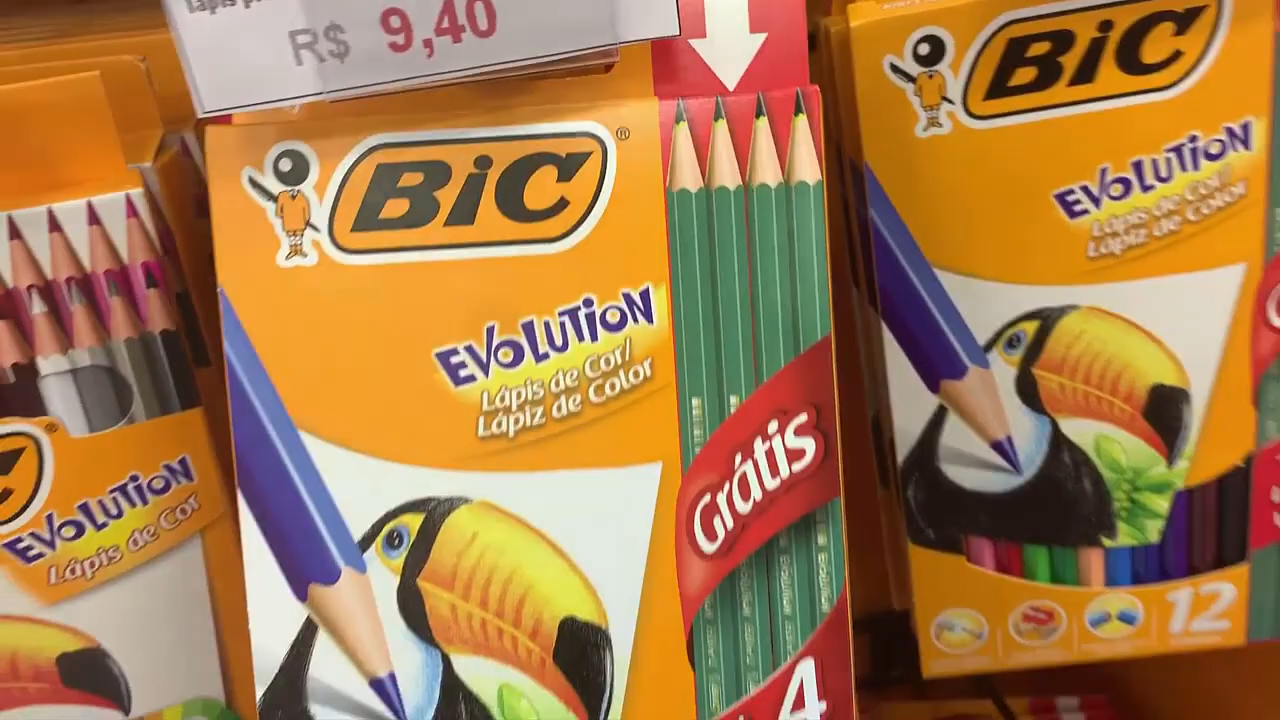 R$ 9,40
BiC®
EVOLUTION
Lápis de Cor/
Lápiz de Color
Grátis
4
BiC
EVOLUTION
Lápis de Cor/
Lápiz de Color
12
EVOLUTION
Lápis de Cor